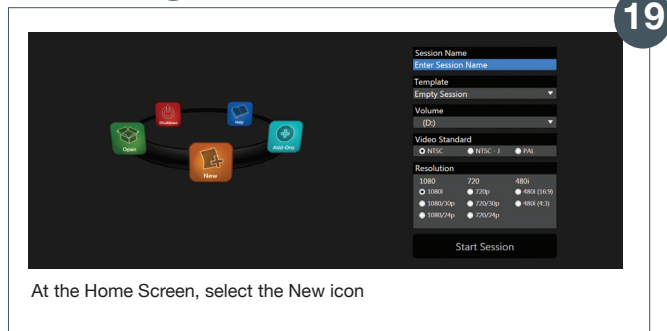 19
Shutdown
Help
Open
Add-Ons
New
Session Name
Enter Session Name
Template
Empty Session
Volume
(D:)
Video Standard
NTSC NTSC - J PAL
Resolution
1080 720 480i
1080i 720p 480i (16:9)
1080/30p 720/30p 480i (4:3)
1080/24p 720/24p
Start Session
At the Home Screen, select the New icon